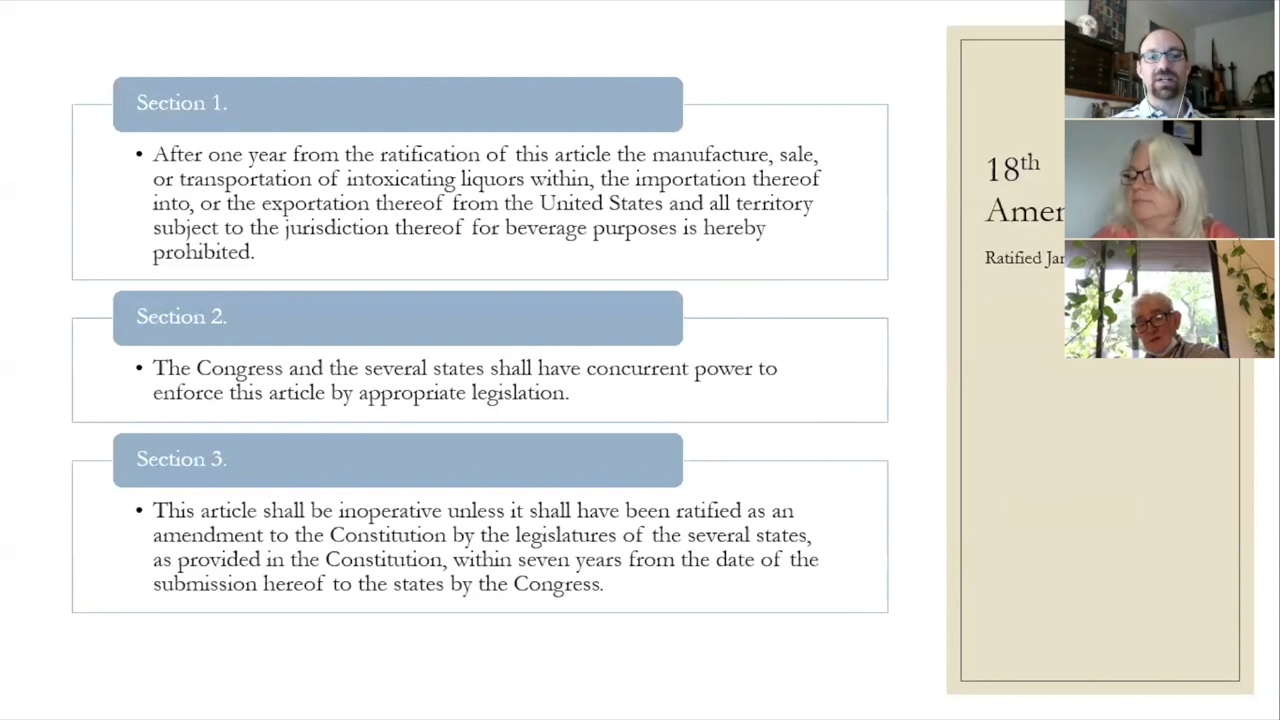 Section 1.
• After one year from the ratification of this article the manufacture, sale,
or transportation of intoxicating liquors within, the importation thereof
into, or the exportation thereof from the United States and all territory
subject to the jurisdiction thereof for beverage purposes is hereby
prohibited.
Section 2.
• The Congress and the several states shall have concurrent power to
enforce this article by appropriate legislation.
Section 3.
• This article shall be inoperative unless it shall have been ratified as an
amendment to the Constitution by the legislatures of the several states,
as provided in the Constitution, within seven years from the date of the
submission hereof to the states by the Congress.
18th
Amer
Ratified Jan